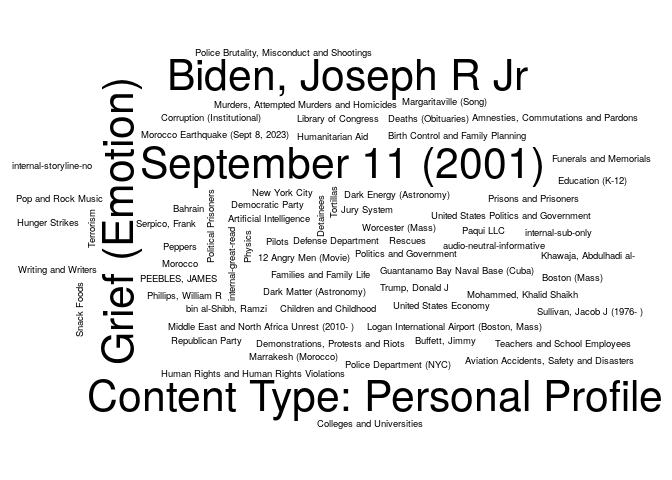 Police Brutality, Misconduct and Shootings
Biden, Joseph R Jr
Murders, Attempted Murders and Homicides
Margaritaville (Song)
Corruption (Institutional)
Library of Congress
Deaths (Obituaries)
Amnesties, Commutations and Pardons
Morocco Earthquake (Sept 8, 2023)
Humanitarian Aid
Birth Control and Family Planning
September 11 (2001)
Funerals and Memorials
internal-storyline-no
Education (K-12)
Grief (Emotion)
Pop and Rock Music
New York City
Tortillas
Dark Energy (Astronomy)
Prisons and Prisoners
Political Prisoners
Democratic Party
Detainees
Bahrain
Jury System
Terrorism
Artificial Intelligence
United States Politics and Government
Hunger Strikes
Serpico, Frank
Worcester (Mass)
Paqui LLC
internal-sub-only
Peppers
internal-great-read
Physics
Pilots
Defense Department
Rescues
audio-neutral-informative
12 Angry Men (Movie)
Politics and Government
Khawaja, Abdulhadi al-
Morocco
Writing and Writers
PEEBLES, JAMES
Families and Family Life
Guantanamo Bay Naval Base (Cuba)
Boston (Mass)
Snack Foods
Phillips, William R
Dark Matter (Astronomy)
Trump, Donald J
Mohammed, Khalid Shaikh
bin al-Shibh, Ramzi
Children and Childhood
United States Economy
Sullivan, Jacob J (1976- )
Middle East and North Africa Unrest (2010- )
Logan International Airport (Boston, Mass)
Republican Party
Demonstrations, Protests and Riots
Buffett, Jimmy
Teachers and School Employees
Marrakesh (Morocco)
Police Department (NYC)
Aviation Accidents, Safety and Disasters
Human Rights and Human Rights Violations
Content Type: Personal Profile
Colleges and Universities